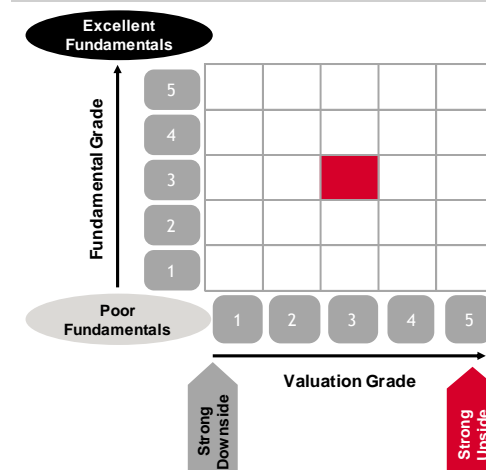 Excellent
Fundamentals
Fundamental Grade
5
4
3
2
1
Poor
Fundamentals
1
2
3
4
5
Valuation Grade
Strong
Downside
Strong
Upside